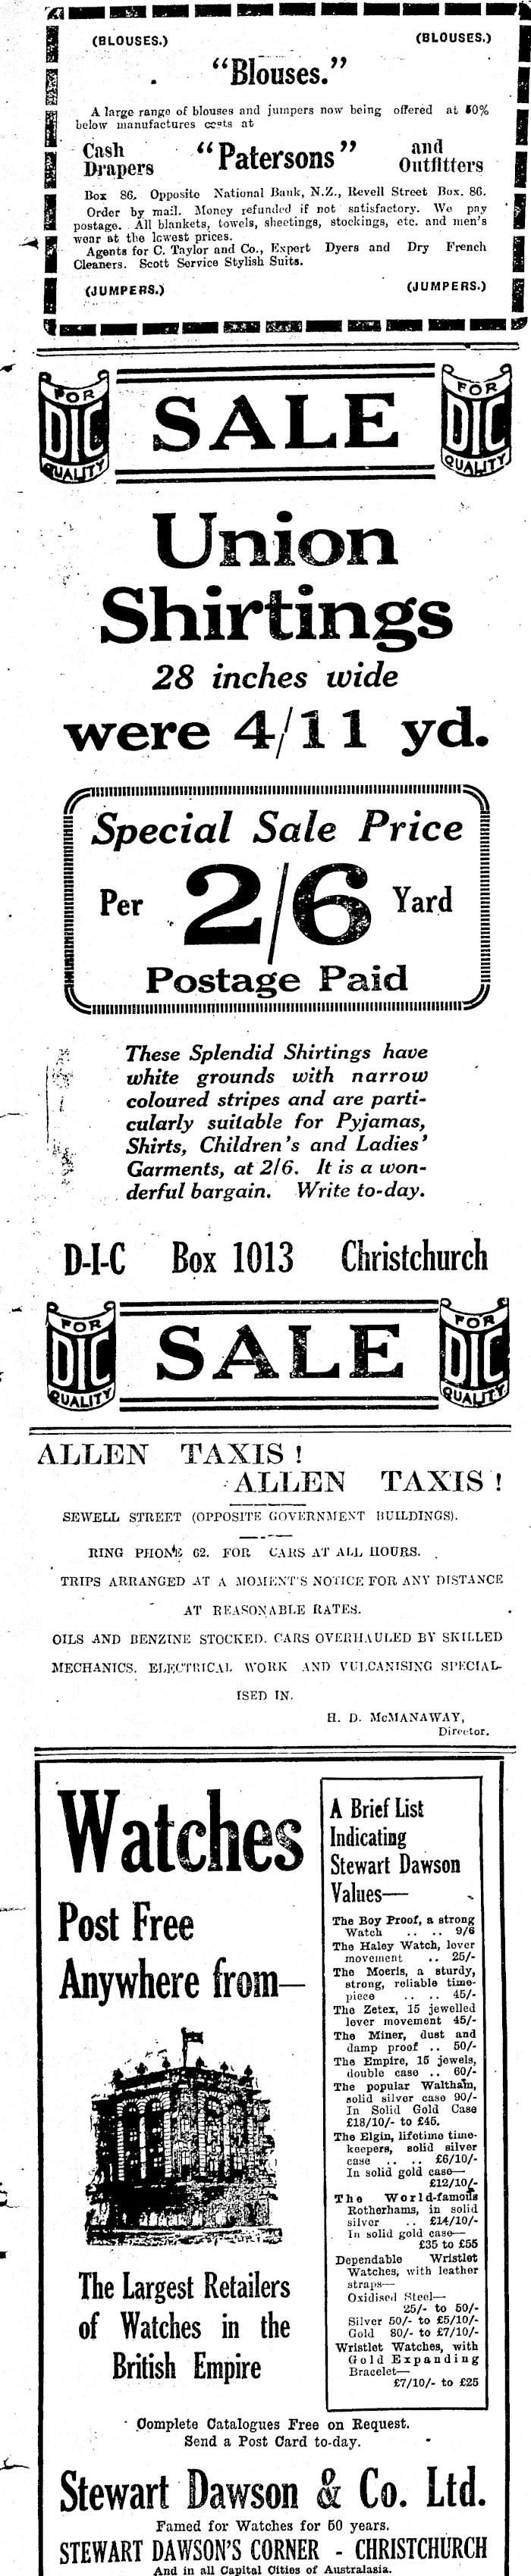 (BLOUSES.) (BLOUSES.)
"Blouses."
A large range of blouses and jumpers now being offered at 50%
below manufactures costs at
Cash Drapers "Patersons" and Outfitters
Box 86. Opposite National Bank, N.Z., Revell Street Box. 86.
Order by mail. Money refunded if not satisfactory. We pay
postage. All blankets, towels, sheetings, stockings, etc. and men's
wear at the lowest prices.
Agents for C. Taylor and Co., Expert Dyers and Dry French
Cleaners. Scott Service Stylish Suits.
(JUMPERS.) (JUMPERS.)
FOR DIC QUALITY
SALE
FOR DIC QUALITY
Union
Shirtings
28 inches wide
were 4/11 yd.
Special Sale Price
Per 2/6 Yard
Postage Paid
These Splendid Shirtings have
white grounds with narrow
coloured stripes and are parti-
cularly suitable for Pyjamas,
Shirts, Children's and Ladies'
Garments, at 2/6. It is a won-
derful bargain. Write to-day.
D-I-C Box 1013 Christchurch
FOR DIC QUALITY
SALE
FOR DIC QUALITY
ALLEN TAXIS !
ALLEN TAXIS !
SEWELL STREET (OPPOSITE GOVERNMENT BUILDINGS).
RING PHONE 62. FOR CARS AT ALL HOURS.
TRIPS ARRANGED AT A MOMENT'S NOTICE FOR ANY DISTANCE
AT REASONABLE RATES.
OILS AND BENZINE STOCKED. CARS OVERHAULED BY SKILLED
MECHANICS. ELECTRICAL WORK AND VULCANISING SPECIAL-
ISED IN.
H. D. McMANAWAY,
Director.
Watches
Post Free
Anywhere from—
The Largest Retailers
of Watches in the
British Empire
A Brief List
Indicating
Stewart Dawson
Values—
The Boy Proof, a strong
Watch .. .. 9/6
The Haley Watch, lever
movement .. 25/-
The Moeris, a sturdy,
strong, reliable time-
piece .. .. 45/-
The Zetex, 15 jewelled
lever movement 45/-
The Miner, dust and
damp proof .. 50/-
The Empire, 15 jewels,
double case .. 60/-
The popular Waltham,
solid silver case 90/-
In Solid Gold Case
£18/10/- to £45.
The Elgin, lifetime time-
keepers, solid silver
case .. .. £6/10/-
In solid gold case—
£12/10/-
The World-famous
Rotherhams, in solid
silver .. £14/10/-
In solid gold case—
£35 to £55
Dependable Wristlet
Watches, with leather
straps—
Oxidised Steel—
25/- to 50/-
Silver 50/- to £5/10/-
Gold 80/- to £7/10/-
Wristlet Watches, with
Gold Expanding
Bracelet—
£7/10/- to £25
Complete Catalogues Free on Request.
Send a Post Card to-day.
Stewart Dawson & Co. Ltd.
Famed for Watches for 50 years.
STEWART DAWSON'S CORNER - CHRISTCHURCH
And in all Capital Cities of Australasia.